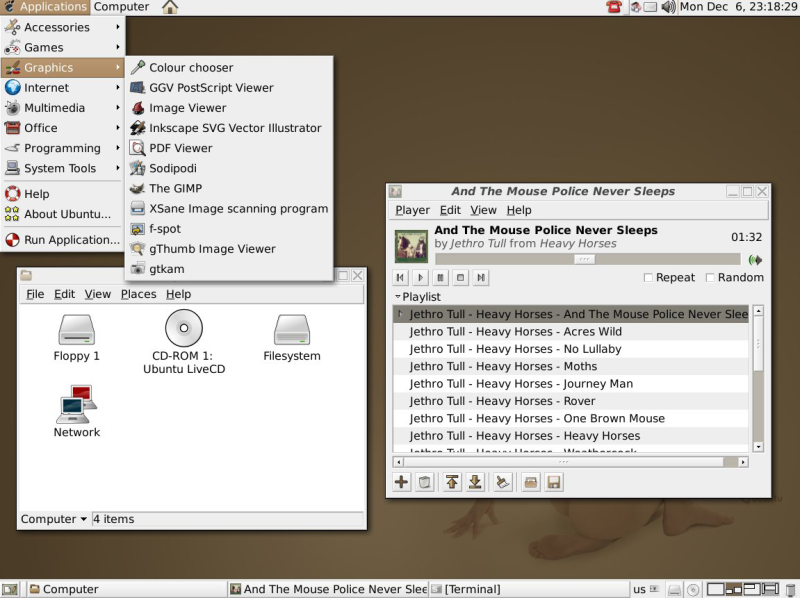 Applications Computer
Mon Dec 6, 23:18:29
Accessories
Games
Graphics
Internet
Multimedia
Office
Programming
System Tools
Help
About Ubuntu...
Run Application...
Colour chooser
GGV PostScript Viewer
Image Viewer
Inkscape SVG Vector Illustrator
PDF Viewer
Sodipodi
The GIMP
XSane Image scanning program
f-spot
gThumb Image Viewer
gtkam
File Edit View Places Help
Floppy 1
CD-ROM 1:
Ubuntu LiveCD
Filesystem
Network
Computer 4 items
And The Mouse Police Never Sleeps
Player Edit View Help
And The Mouse Police Never Sleeps
by Jethro Tull from Heavy Horses
01:32
Repeat Random
Playlist
Jethro Tull - Heavy Horses - And The Mouse Police Never Slee
Jethro Tull - Heavy Horses - Acres Wild
Jethro Tull - Heavy Horses - No Lullaby
Jethro Tull - Heavy Horses - Moths
Jethro Tull - Heavy Horses - Journey Man
Jethro Tull - Heavy Horses - Rover
Jethro Tull - Heavy Horses - One Brown Mouse
Jethro Tull - Heavy Horses - Heavy Horses
Jethro Tull - Heavy Horses - Weathercock
Computer
And The Mouse Police Never Slee
[Terminal]
us